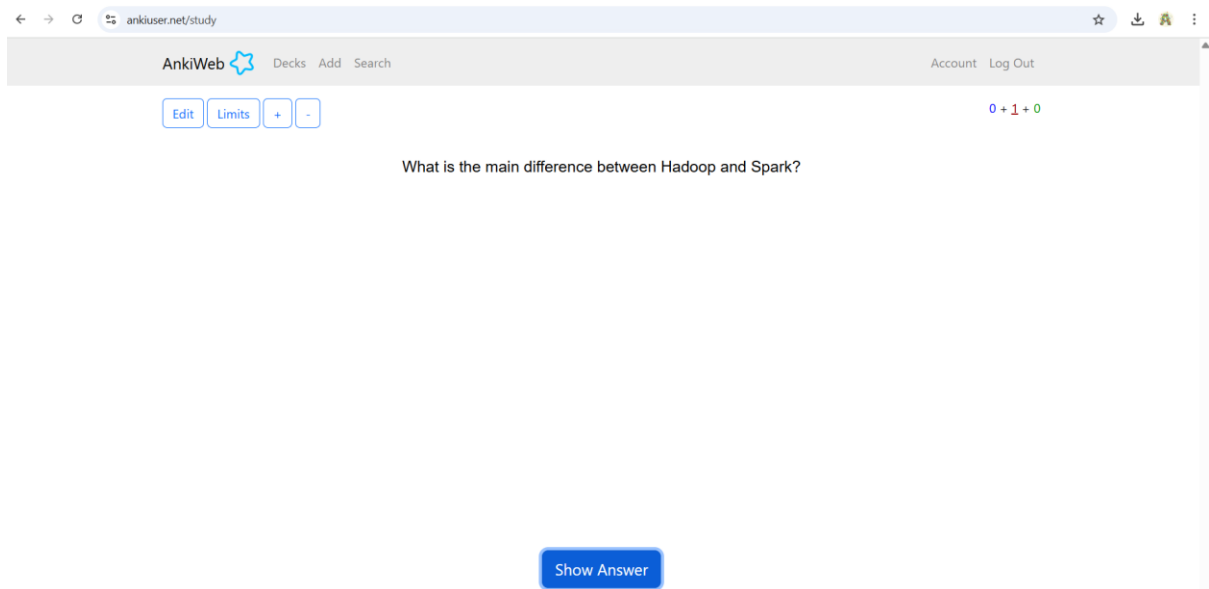 ankiuser.net/study
AnkiWeb Decks Add Search Account Log Out
Edit Limits + - 0 + 1 + 0
What is the main difference between Hadoop and Spark?
Show Answer